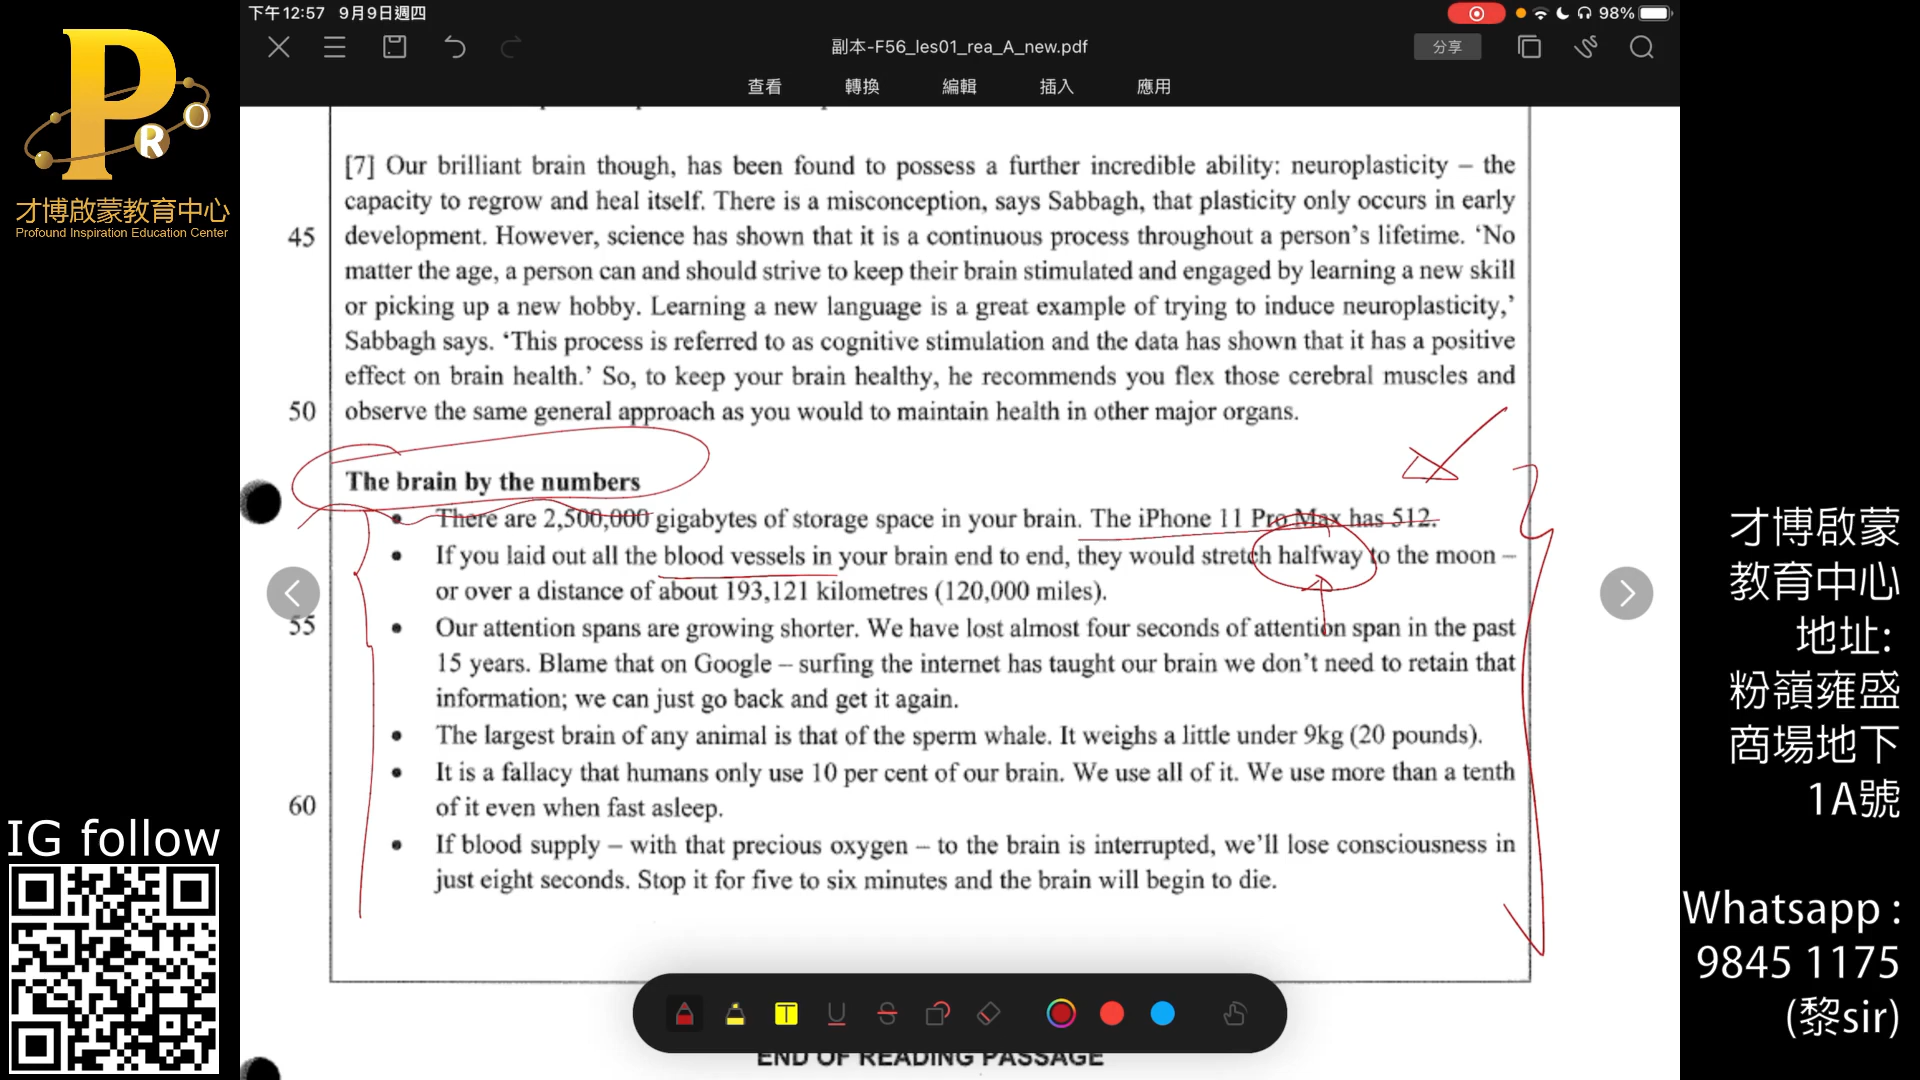 下午12:57 9月9日週四
98%
副本-F56_les01_rea_A_new.pdf
分享
查看 轉換 編輯 插入 應用
P
R
O
才博啟蒙教育中心
Profound Inspiration Education Center
[7] Our brilliant brain though, has been found to possess a further incredible ability: neuroplasticity – the
capacity to regrow and heal itself. There is a misconception, says Sabbagh, that plasticity only occurs in early
45 development. However, science has shown that it is a continuous process throughout a person's lifetime. 'No
matter the age, a person can and should strive to keep their brain stimulated and engaged by learning a new skill
or picking up a new hobby. Learning a new language is a great example of trying to induce neuroplasticity,'
Sabbagh says. 'This process is referred to as cognitive stimulation and the data has shown that it has a positive
effect on brain health.' So, to keep your brain healthy, he recommends you flex those cerebral muscles and
50 observe the same general approach as you would to maintain health in other major organs.
The brain by the numbers
• There are 2,500,000 gigabytes of storage space in your brain. The iPhone 11 Pro Max has 512.
• If you laid out all the blood vessels in your brain end to end, they would stretch halfway to the moon –
or over a distance of about 193,121 kilometres (120,000 miles).
55 • Our attention spans are growing shorter. We have lost almost four seconds of attention span in the past
15 years. Blame that on Google – surfing the internet has taught our brain we don't need to retain that
information; we can just go back and get it again.
• The largest brain of any animal is that of the sperm whale. It weighs a little under 9kg (20 pounds).
• It is a fallacy that humans only use 10 per cent of our brain. We use all of it. We use more than a tenth
60 of it even when fast asleep.
• If blood supply – with that precious oxygen – to the brain is interrupted, we'll lose consciousness in
just eight seconds. Stop it for five to six minutes and the brain will begin to die.
T
U
S
END OF READING PASSAGE
IG follow
才博啟蒙
教育中心
地址:
粉嶺雍盛
商場地下
1A號
Whatsapp :
9845 1175
(黎sir)